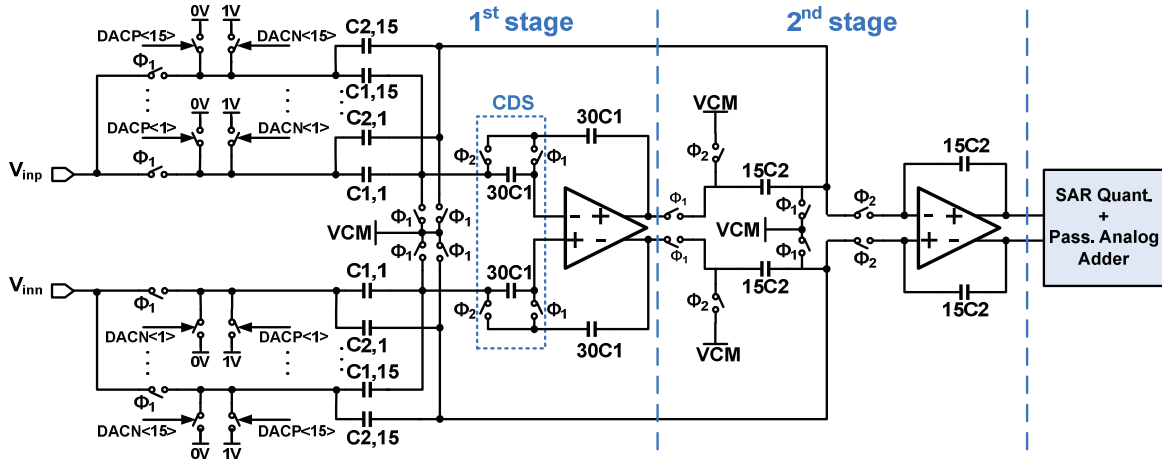 1st stage
2nd stage
0V 1V
C2,15
DACP<15>
DACN<15>
Φ1
C1,15
CDS
30C1
VCM
0V 1V
C2,1
DACP<1>
DACN<1>
Φ2
Φ1
Φ2
15C2
15C2
Vinp
Φ1
C1,1
30C1
Φ1
Φ1
Φ1
Φ2
SAR Quant.
+
Pass. Analog
Adder
VCM
VCM
- +
+ -
- +
+ -
Φ1
Φ1
Φ1
Φ1
Φ2
Vinn
C1,1
30C1
15C2
Φ1
Φ2
Φ1
Φ2
15C2
DACN<1>
DACP<1>
C2,1
30C1
VCM
0V 1V
C1,15
Φ1
DACN<15>
DACP<15>
C2,15
0V 1V